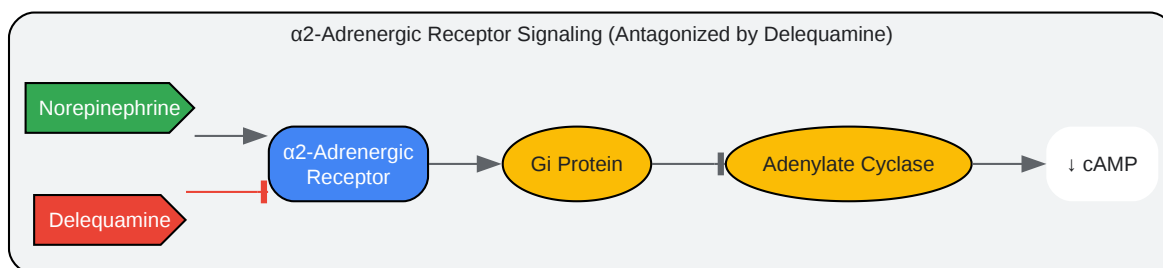 α2-Adrenergic Receptor Signaling (Antagonized by Delequamine)
Norepinephrine
α2-Adrenergic
Receptor
Gi Protein
Adenylate Cyclase
↓ cAMP
Delequamine